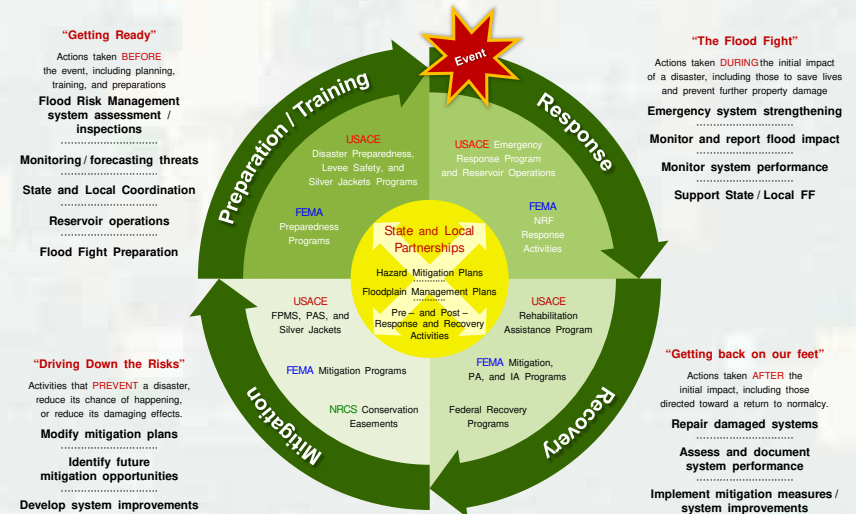 “Getting Ready”
Actions taken BEFORE
the event, including planning,
training, and preparations
Flood Risk Management
system assessment /
inspections
Monitoring / forecasting threats
State and Local Coordination
Reservoir operations
Flood Fight Preparation
Event
“The Flood Fight”
Actions taken DURING the initial impact
of a disaster, including those to save lives
and prevent further property damage
Emergency system strengthening
Monitor and report flood impact
Monitor system performance
Support State / Local FF
Preparation / Training
USACE
Disaster Preparedness,
Levee Safety, and
Silver Jackets Programs
FEMA
Preparedness
Programs
Response
USACE Emergency
Response Program
and Reservoir Operations
FEMA
NRF
Response
Activities
State and Local
Partnerships
Hazard Mitigation Plans
Floodplain Management Plans
Pre – and Post –
Response and Recovery
Activities
USACE
FPMS, PAS, and
Silver Jackets
FEMA Mitigation Programs
NRCS Conservation
Easements
Mitigation
USACE
Rehabilitation
Assistance Program
FEMA Mitigation,
PA, and IA Programs
Federal Recovery
Programs
Recovery
“Driving Down the Risks”
Activities that PREVENT a disaster,
reduce its chance of happening,
or reduce its damaging effects.
Modify mitigation plans
Identify future
mitigation opportunities
Develop system improvements
“Getting back on our feet”
Actions taken AFTER the
initial impact, including those
directed toward a return to normalcy.
Repair damaged systems
Assess and document
system performance
Implement mitigation measures /
system improvements